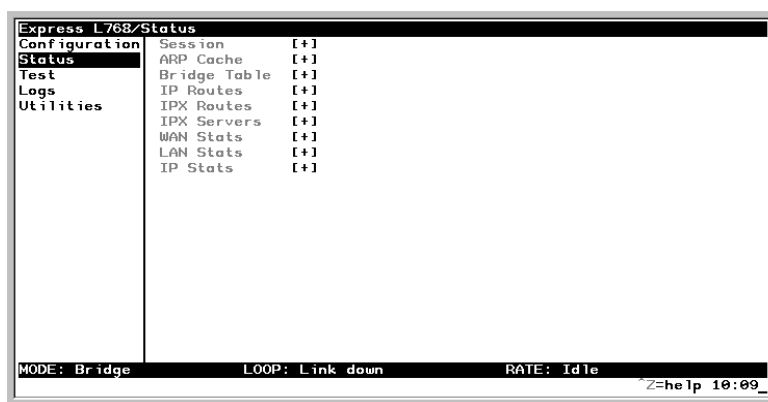 Express L768/Status
Configuration Session [+]
Status ARP Cache [+]
Test Bridge Table [+]
Logs IP Routes [+]
Utilities IPX Routes [+]
IPX Servers [+]
WAN Stats [+]
LAN Stats [+]
IP Stats [+]
MODE: Bridge LOOP: Link down RATE: Idle
^Z=help 10:09_